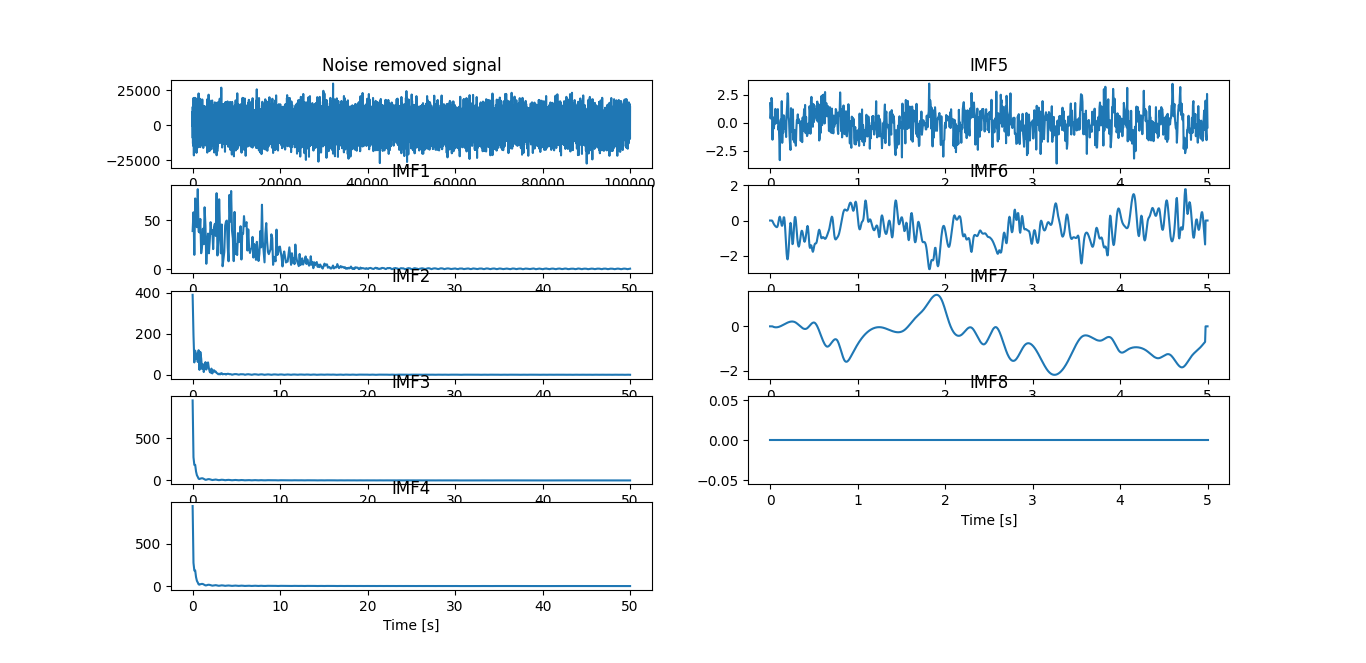 Noise removed signal
25000
0
−25000
0 20000 40000 60000 80000 100000
IMF1
50
0
0 10 20 30 40 50
IMF2
400
200
0
0 10 20 30 40 50
IMF3
500
0
0 10 20 30 40 50
IMF4
500
0
0 10 20 30 40 50
Time [s]
IMF5
2.5
0.0
−2.5
0 1 2 3 4 5
IMF6
2
0
−2
0 1 2 3 4 5
IMF7
0
−2
0 1 2 3 4 5
IMF8
0.05
0.00
−0.05
0 1 2 3 4 5
Time [s]